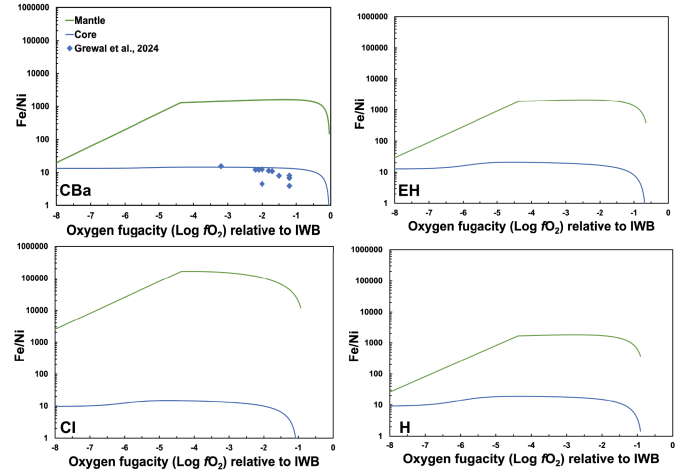 1000000
100000
10000
1000
100
10
1
Fe/Ni
Mantle
Core
Grewal et al., 2024
CBa
-8 -7 -6 -5 -4 -3 -2 -1 0
Oxygen fugacity (Log fO2) relative to IWB
1000000
100000
10000
1000
100
10
1
Fe/Ni
EH
-8 -7 -6 -5 -4 -3 -2 -1 0
Oxygen fugacity (Log fO2) relative to IWB
1000000
100000
10000
1000
100
10
1
Fe/Ni
CI
-8 -7 -6 -5 -4 -3 -2 -1 0
Oxygen fugacity (Log fO2) relative to IWB
1000000
100000
10000
1000
100
10
1
Fe/Ni
H
-8 -7 -6 -5 -4 -3 -2 -1 0
Oxygen fugacity (Log fO2) relative to IWB